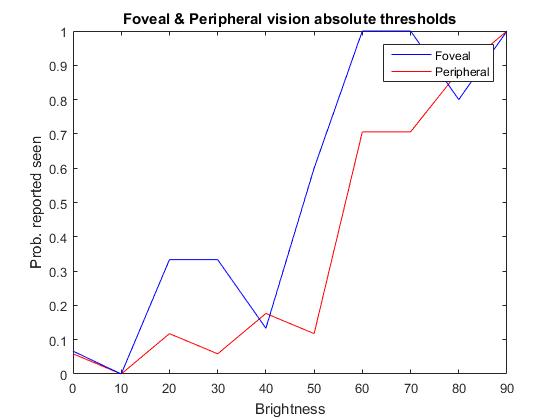 Foveal & Peripheral vision absolute thresholds
Foveal
Peripheral
1
0.9
0.8
0.7
0.6
0.5
0.4
0.3
0.2
0.1
0
Prob. reported seen
0 10 20 30 40 50 60 70 80 90
Brightness